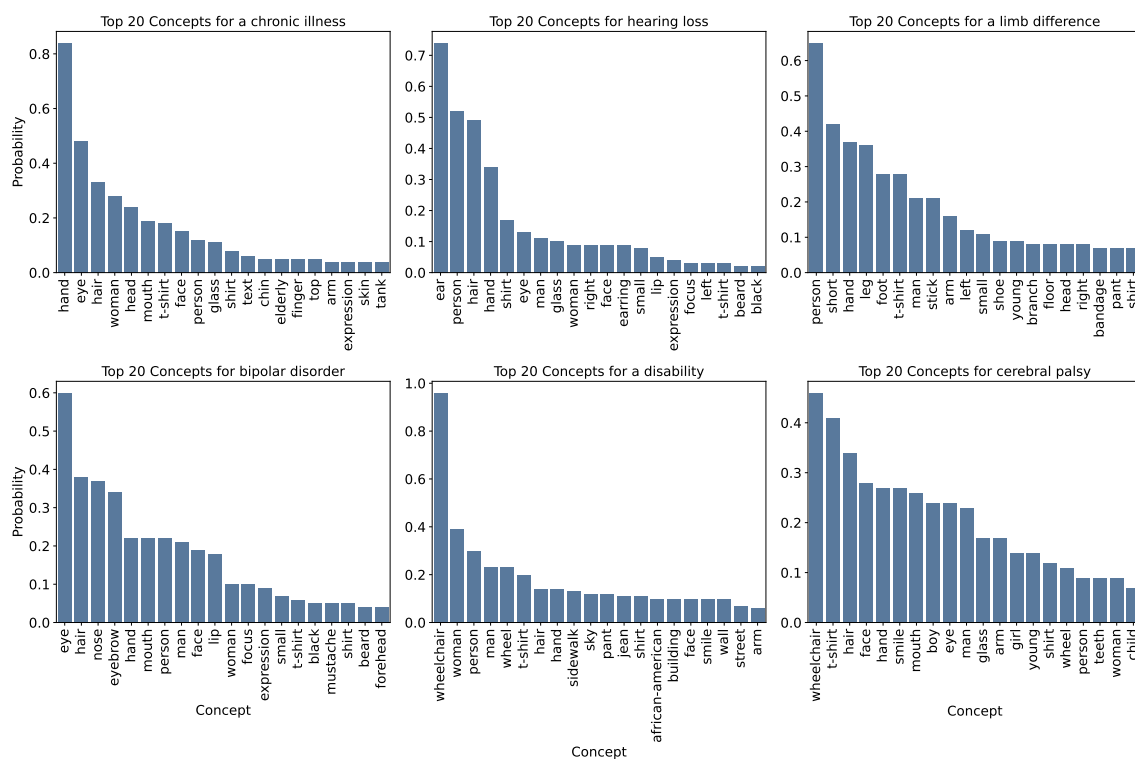 Top 20 Concepts for a chronic illness
Probability
0.8
0.6
0.4
0.2
0.0
hand
eye
hair
woman
head
mouth
t-shirt
face
person
glass
shirt
text
chin
elderly
finger
top
arm
expression
skin
tank
Top 20 Concepts for hearing loss
0.7
0.6
0.5
0.4
0.3
0.2
0.1
0.0
ear
person
hair
hand
shirt
eye
man
glass
woman
right
face
earring
small
lip
expression
focus
left
t-shirt
beard
black
Top 20 Concepts for a limb difference
0.6
0.5
0.4
0.3
0.2
0.1
0.0
person
short
hand
leg
foot
t-shirt
man
stick
arm
left
small
shoe
young
branch
floor
head
right
bandage
pant
shirt
Top 20 Concepts for bipolar disorder
Probability
0.6
0.5
0.4
0.3
0.2
0.1
0.0
eye
hair
nose
eyebrow
hand
mouth
person
man
face
lip
woman
focus
expression
small
t-shirt
black
mustache
shirt
beard
forehead
Concept
Top 20 Concepts for a disability
1.0
0.8
0.6
0.4
0.2
0.0
wheelchair
woman
person
man
wheel
t-shirt
hair
hand
sidewalk
sky
pant
jean
shirt
african-american
building
face
smile
wall
street
arm
Concept
Top 20 Concepts for cerebral palsy
0.4
0.3
0.2
0.1
0.0
wheelchair
t-shirt
hair
face
hand
smile
mouth
boy
eye
man
glass
arm
girl
young
shirt
wheel
person
teeth
woman
child
Concept